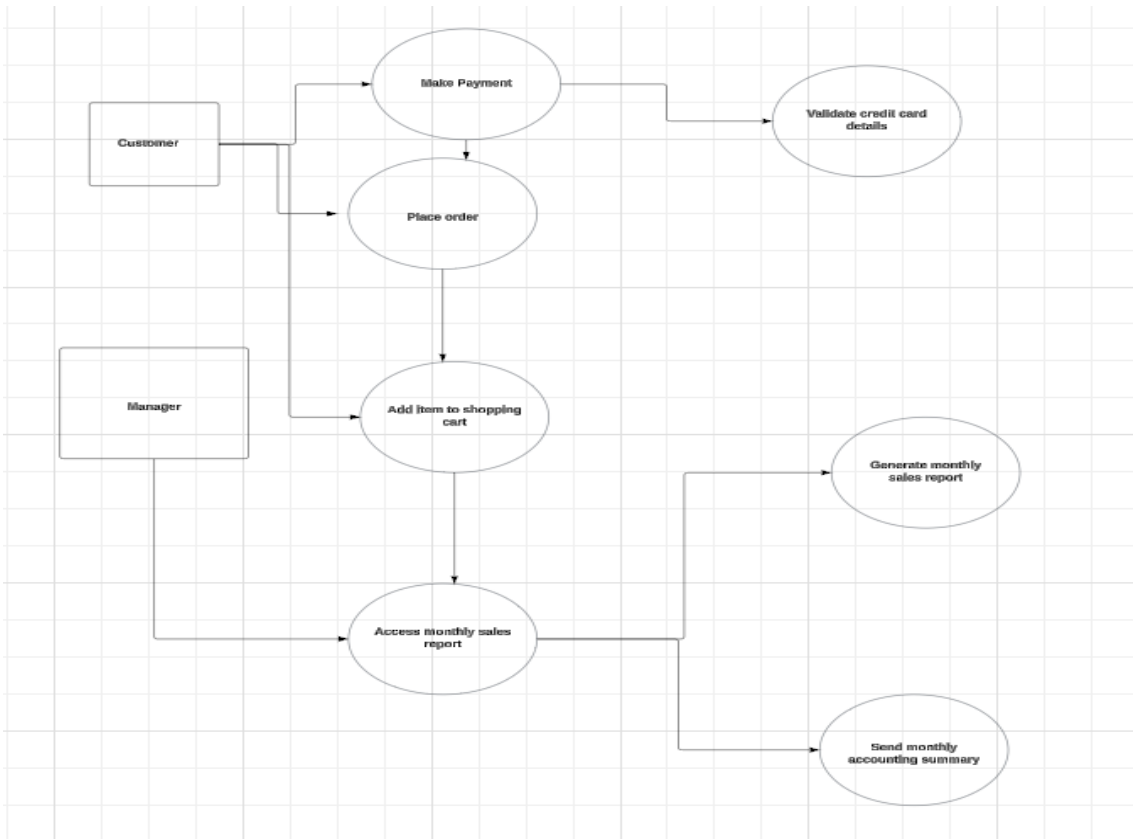 Make Payment
Validate credit card
details
Customer
Place order
Manager
Add item to shopping
cart
Generate monthly
sales report
Access monthly sales
report
Send monthly
accounting summary